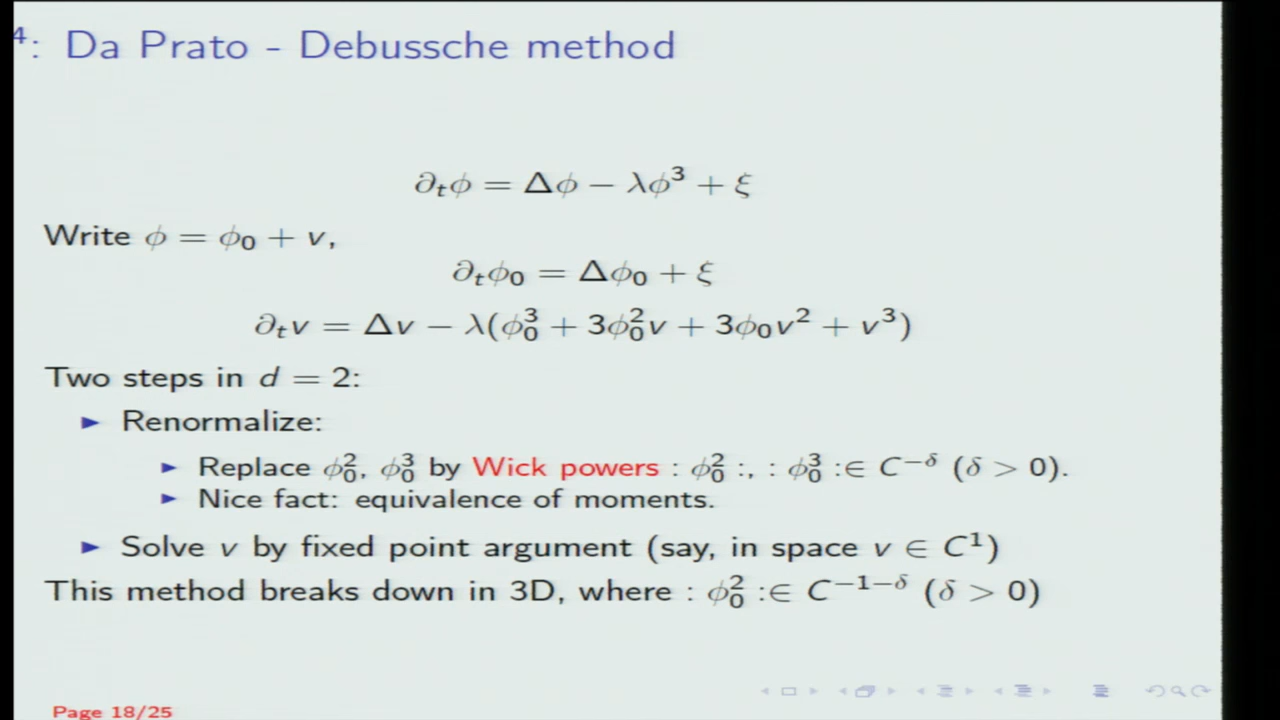 ⁴: Da Prato - Debussche method
∂ₜϕ = Δϕ − λϕ³ + ξ
Write ϕ = ϕ₀ + v,
∂ₜϕ₀ = Δϕ₀ + ξ
∂ₜv = Δv − λ(ϕ₀³ + 3ϕ₀²v + 3ϕ₀v² + v³)
Two steps in d = 2:
► Renormalize:
► Replace ϕ₀², ϕ₀³ by Wick powers : ϕ₀² :, : ϕ₀³ :∈ C^{−δ} (δ > 0).
► Nice fact: equivalence of moments.
► Solve v by fixed point argument (say, in space v ∈ C¹)
This method breaks down in 3D, where : ϕ₀² :∈ C^{−1−δ} (δ > 0)
Page 18/25